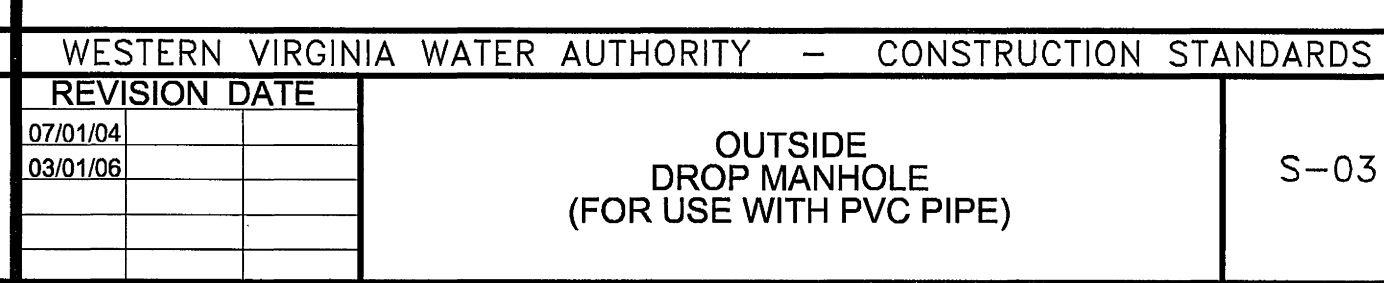 WESTERN VIRGINIA WATER AUTHORITY – CONSTRUCTION STANDARDS
REVISION DATE
07/01/04
03/01/06
OUTSIDE
DROP MANHOLE
(FOR USE WITH PVC PIPE)
S-03